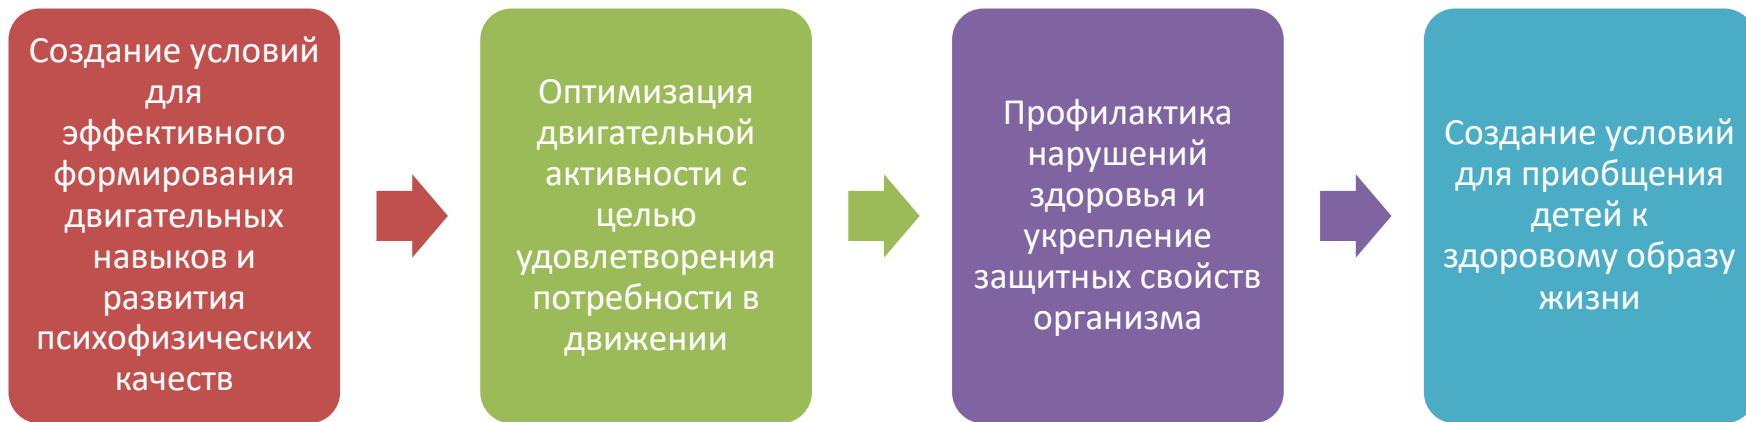 Создание условий
для
эффективного
формирования
двигательных
навыков и
развития
психофизических
качеств
Оптимизация
двигательной
активности с
целью
удовлетворения
потребности в
движении
Профилактика
нарушений
здоровья и
укрепление
защитных свойств
организма
Создание условий
для приобщения
детей к
здоровому образу
жизни